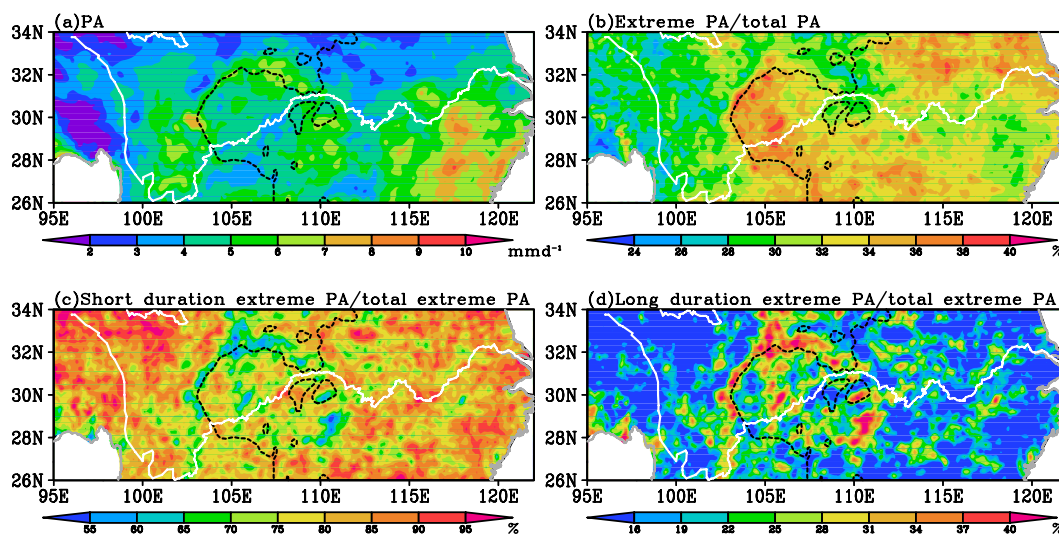 (a)PA
34N
32N
30N
28N
26N
95E 100E 105E 110E 115E 120E
2 3 4 5 6 7 8 9 10 mmd⁻¹
(b)Extreme PA/total PA
34N
32N
30N
28N
26N
95E 100E 105E 110E 115E 120E
24 26 28 30 32 34 36 38 40 %
(c)Short duration extreme PA/total extreme PA
34N
32N
30N
28N
26N
95E 100E 105E 110E 115E 120E
55 60 65 70 75 80 85 90 95 %
(d)Long duration extreme PA/total extreme PA
34N
32N
30N
28N
26N
95E 100E 105E 110E 115E 120E
16 19 22 25 28 31 34 37 40 %